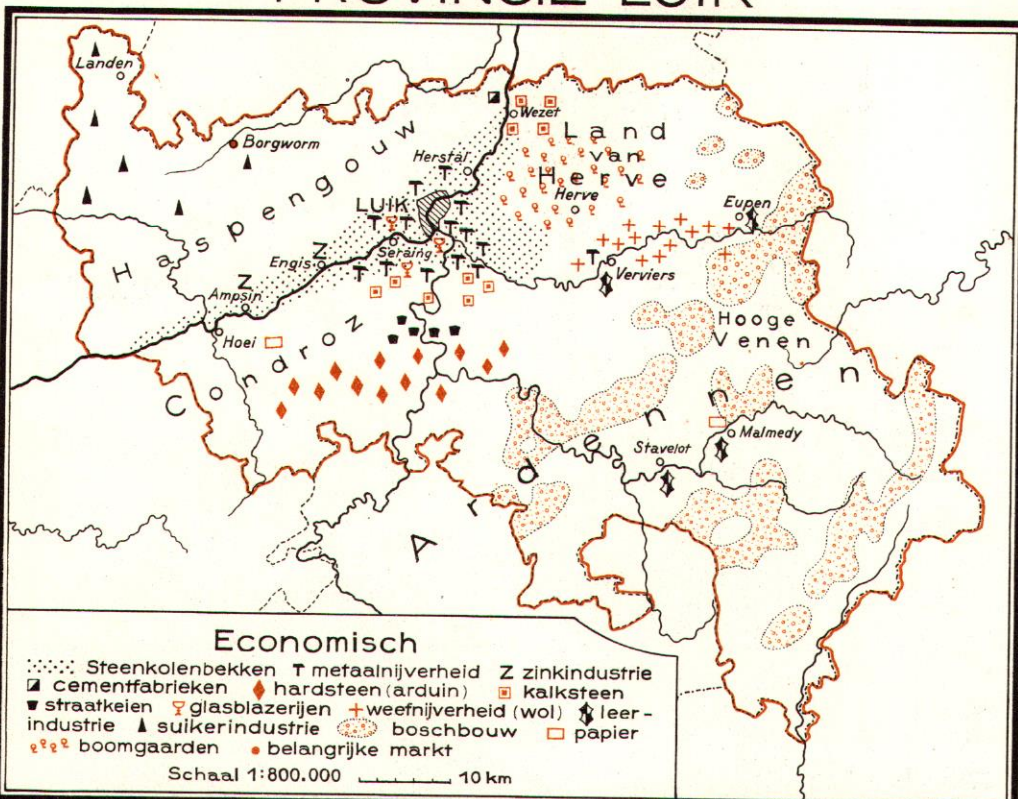 PROVINCIE LUIK
Landen
Borgworm
Wezet
Land
van
Herve
Herstal
Haspengouw
LUIK
Herve
Eupen
Seraing
Z
Engis
Verviers
Z
Ampsin
Hoei
Hooge
Venen
Condroz
Ardennen
Malmedy
Stavelot
Economisch
Steenkolenbekken metaalnijverheid Z zinkindustrie
cementfabrieken hardsteen (arduin) kalksteen
straatkeien glasblazerijen weefnijverheid (wol) leer-
industrie suikerindustrie boschbouw papier
boomgaarden belangrijke markt
Schaal 1:800.000 10 km